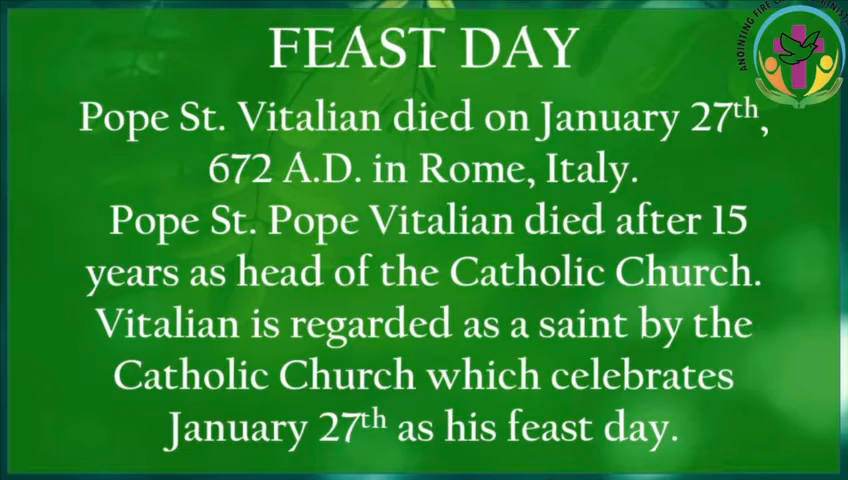 FEAST DAY
Pope St. Vitalian died on January 27th,
672 A.D. in Rome, Italy.
Pope St. Pope Vitalian died after 15
years as head of the Catholic Church.
Vitalian is regarded as a saint by the
Catholic Church which celebrates
January 27th as his feast day.
ANOINTING FIRE